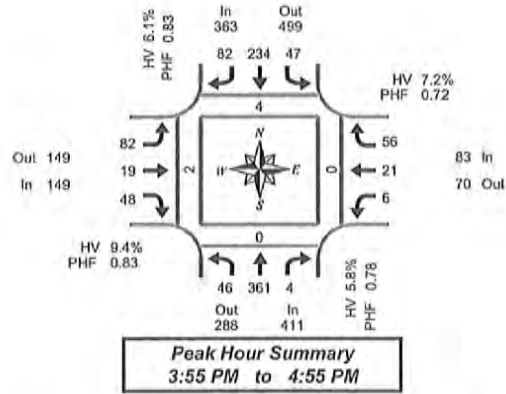 HV 6.1%
PHF 0.83
In
363
Out
499
82 234 47
HV 7.2%
PHF 0.72
4
82
19
48
Out 149
In 149
2
N
W E
S
0
56
21
6
83 In
70 Out
0
HV 9.4%
PHF 0.83
46 361 4
Out
288
In
411
HV 5.8%
PHF 0.78
Peak Hour Summary
3:55 PM to 4:55 PM